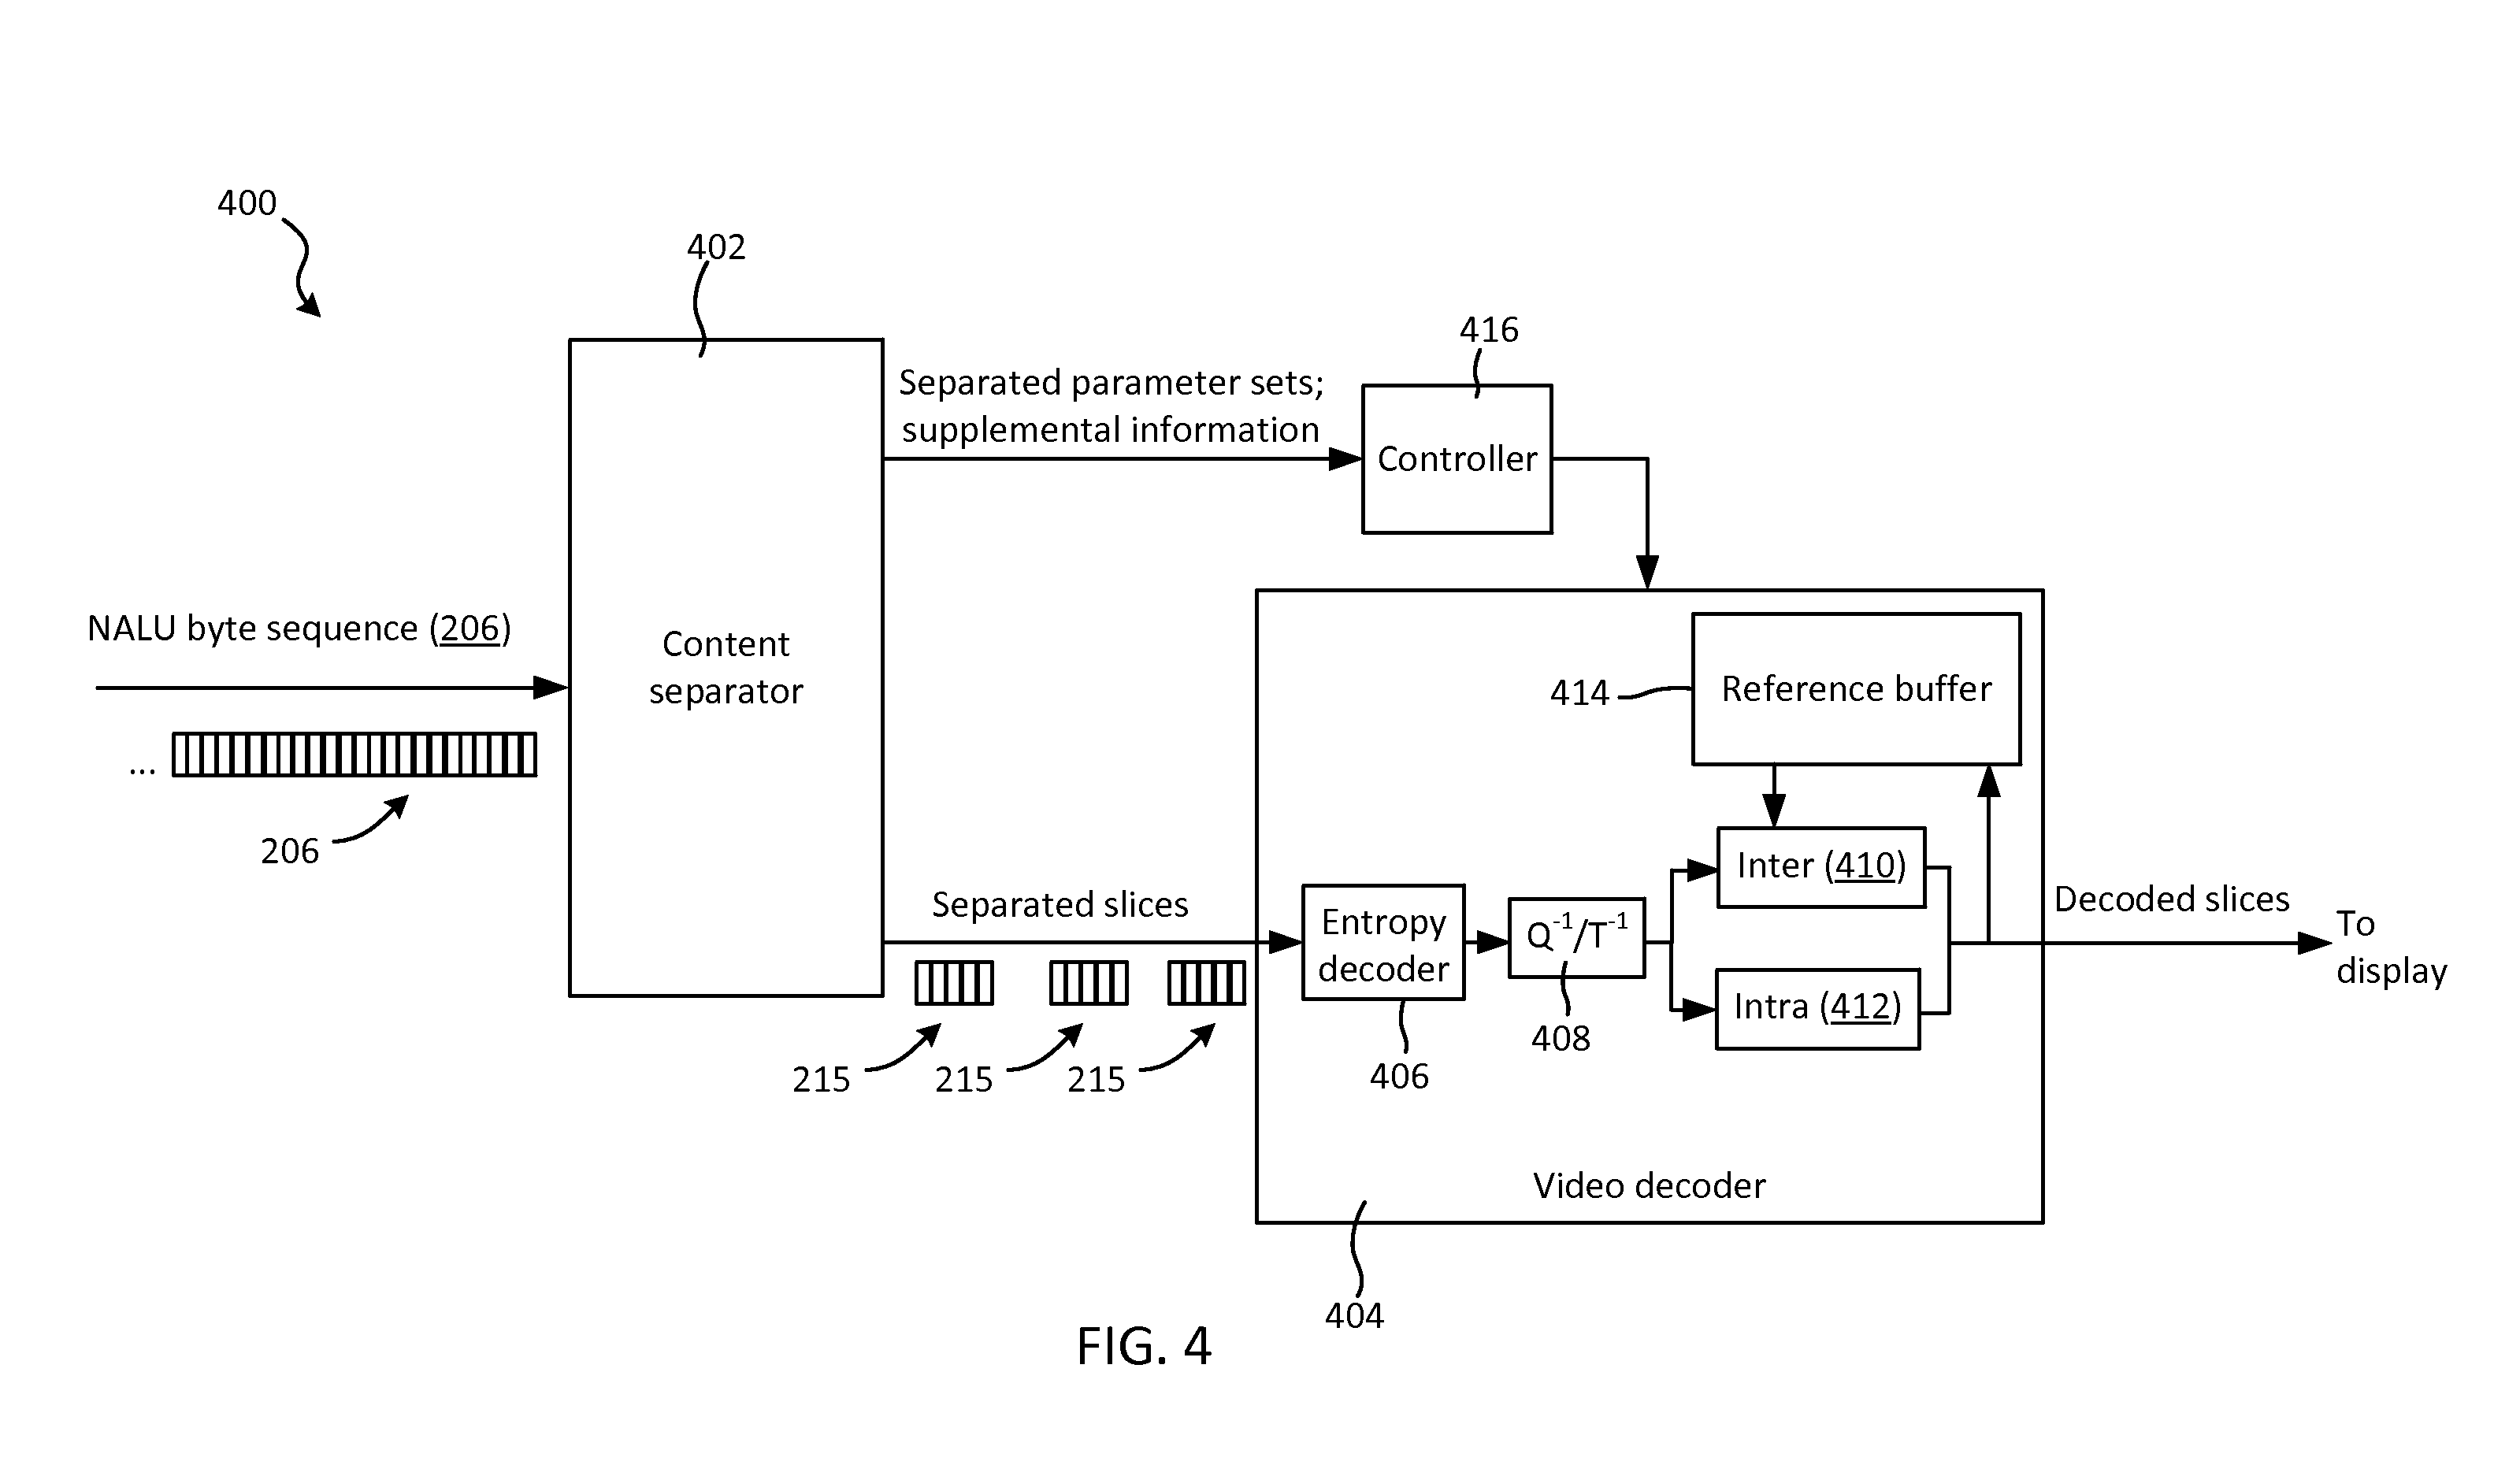 400
402
416
Separated parameter sets;
supplemental information
Controller
NALU byte sequence (206)
Content
separator
414
Reference buffer
...
206
Inter (410)
Separated slices
Decoded slices
Entropy
decoder
Q-1/T-1
To
display
Intra (412)
408
215
215
215
406
Video decoder
404
FIG. 4